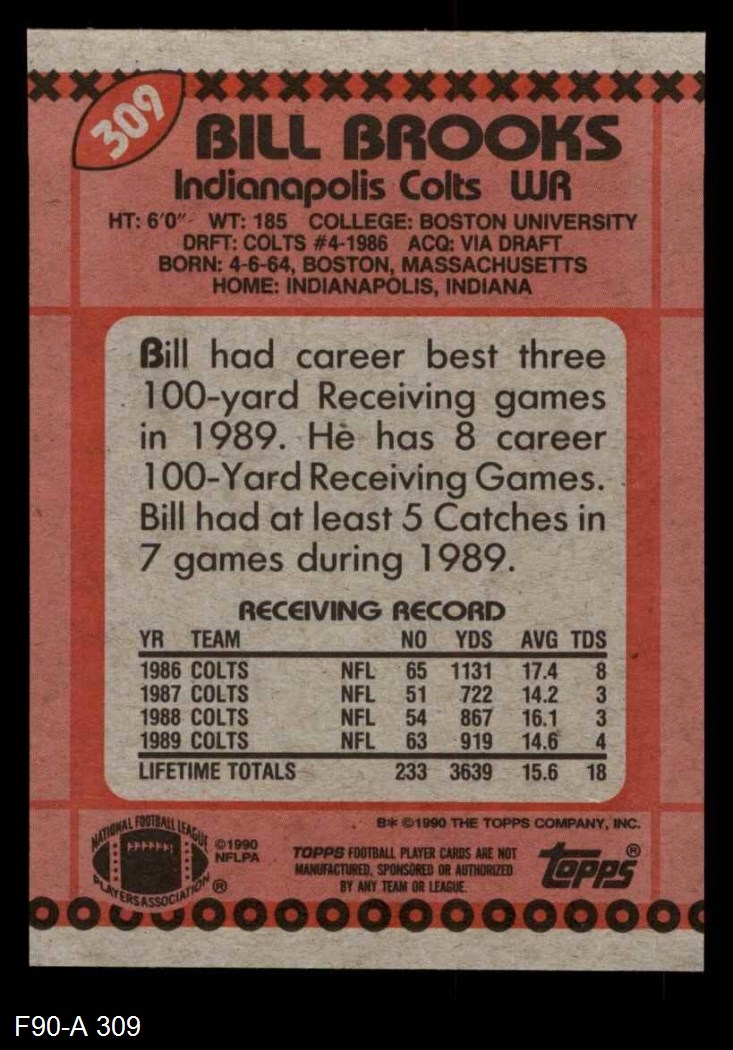 309
BILL BROOKS
Indianapolis Colts WR
HT: 6'0" WT: 185 COLLEGE: BOSTON UNIVERSITY
DRFT: COLTS #4-1986 ACQ: VIA DRAFT
BORN: 4-6-64, BOSTON, MASSACHUSETTS
HOME: INDIANAPOLIS, INDIANA
Bill had career best three
100-yard Receiving games
in 1989. He has 8 career
100-Yard Receiving Games.
Bill had at least 5 Catches in
7 games during 1989.
RECEIVING RECORD
YR TEAM NO YDS AVG TDS
1986 COLTS NFL 65 1131 17.4 8
1987 COLTS NFL 51 722 14.2 3
1988 COLTS NFL 54 867 16.1 3
1989 COLTS NFL 63 919 14.6 4
LIFETIME TOTALS 233 3639 15.6 18
B* ©1990 THE TOPPS COMPANY, INC.
NATIONAL FOOTBALL LEAGUE
PLAYERS ASSOCIATION ®
©1990
NFLPA
TOPPS FOOTBALL PLAYER CARDS ARE NOT
MANUFACTURED, SPONSORED OR AUTHORIZED
BY ANY TEAM OR LEAGUE.
Topps ®
F90-A 309